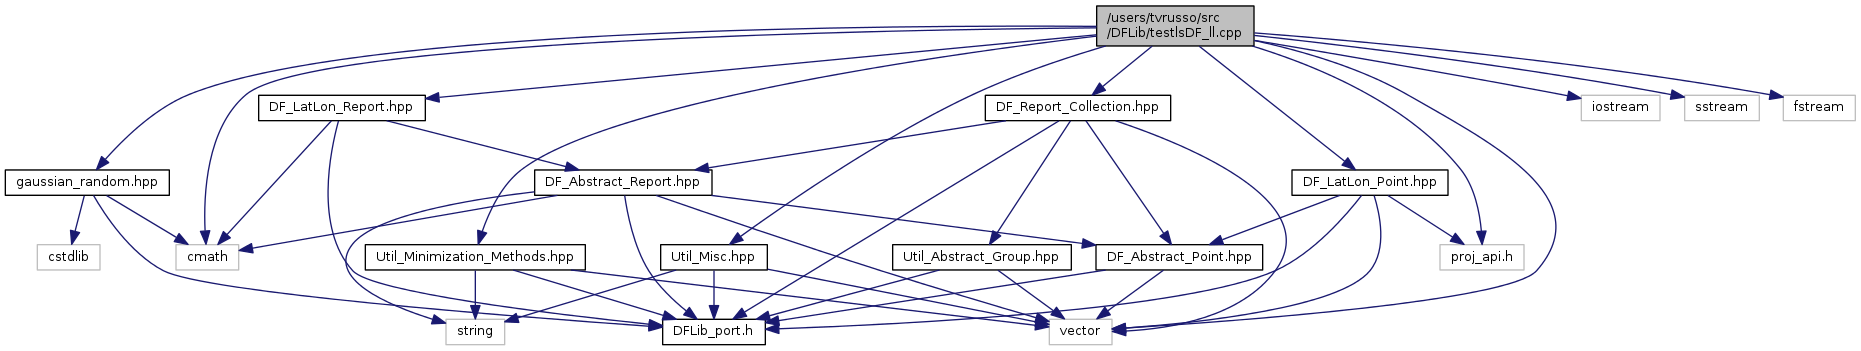 /users/tvrusso/src
/DFLib/testlsDF_ll.cpp
DF_LatLon_Report.hpp
DF_Report_Collection.hpp
iostream
sstream
fstream
gaussian_random.hpp
DF_Abstract_Report.hpp
DF_LatLon_Point.hpp
cstdlib
cmath
Util_Minimization_Methods.hpp
Util_Misc.hpp
Util_Abstract_Group.hpp
DF_Abstract_Point.hpp
proj_api.h
string
DFLib_port.h
vector